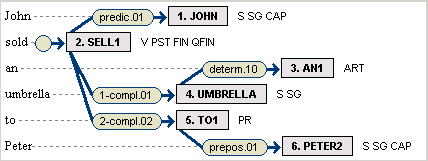 John predic.01 1. JOHN S SG CAP
sold 2. SELL1 V PST FIN QFIN
an determ.10 3. AN1 ART
umbrella 1-compl.01 4. UMBRELLA S SG
to 2-compl.02 5. TO1 PR
Peter prepos.01 6. PETER2 S SG CAP